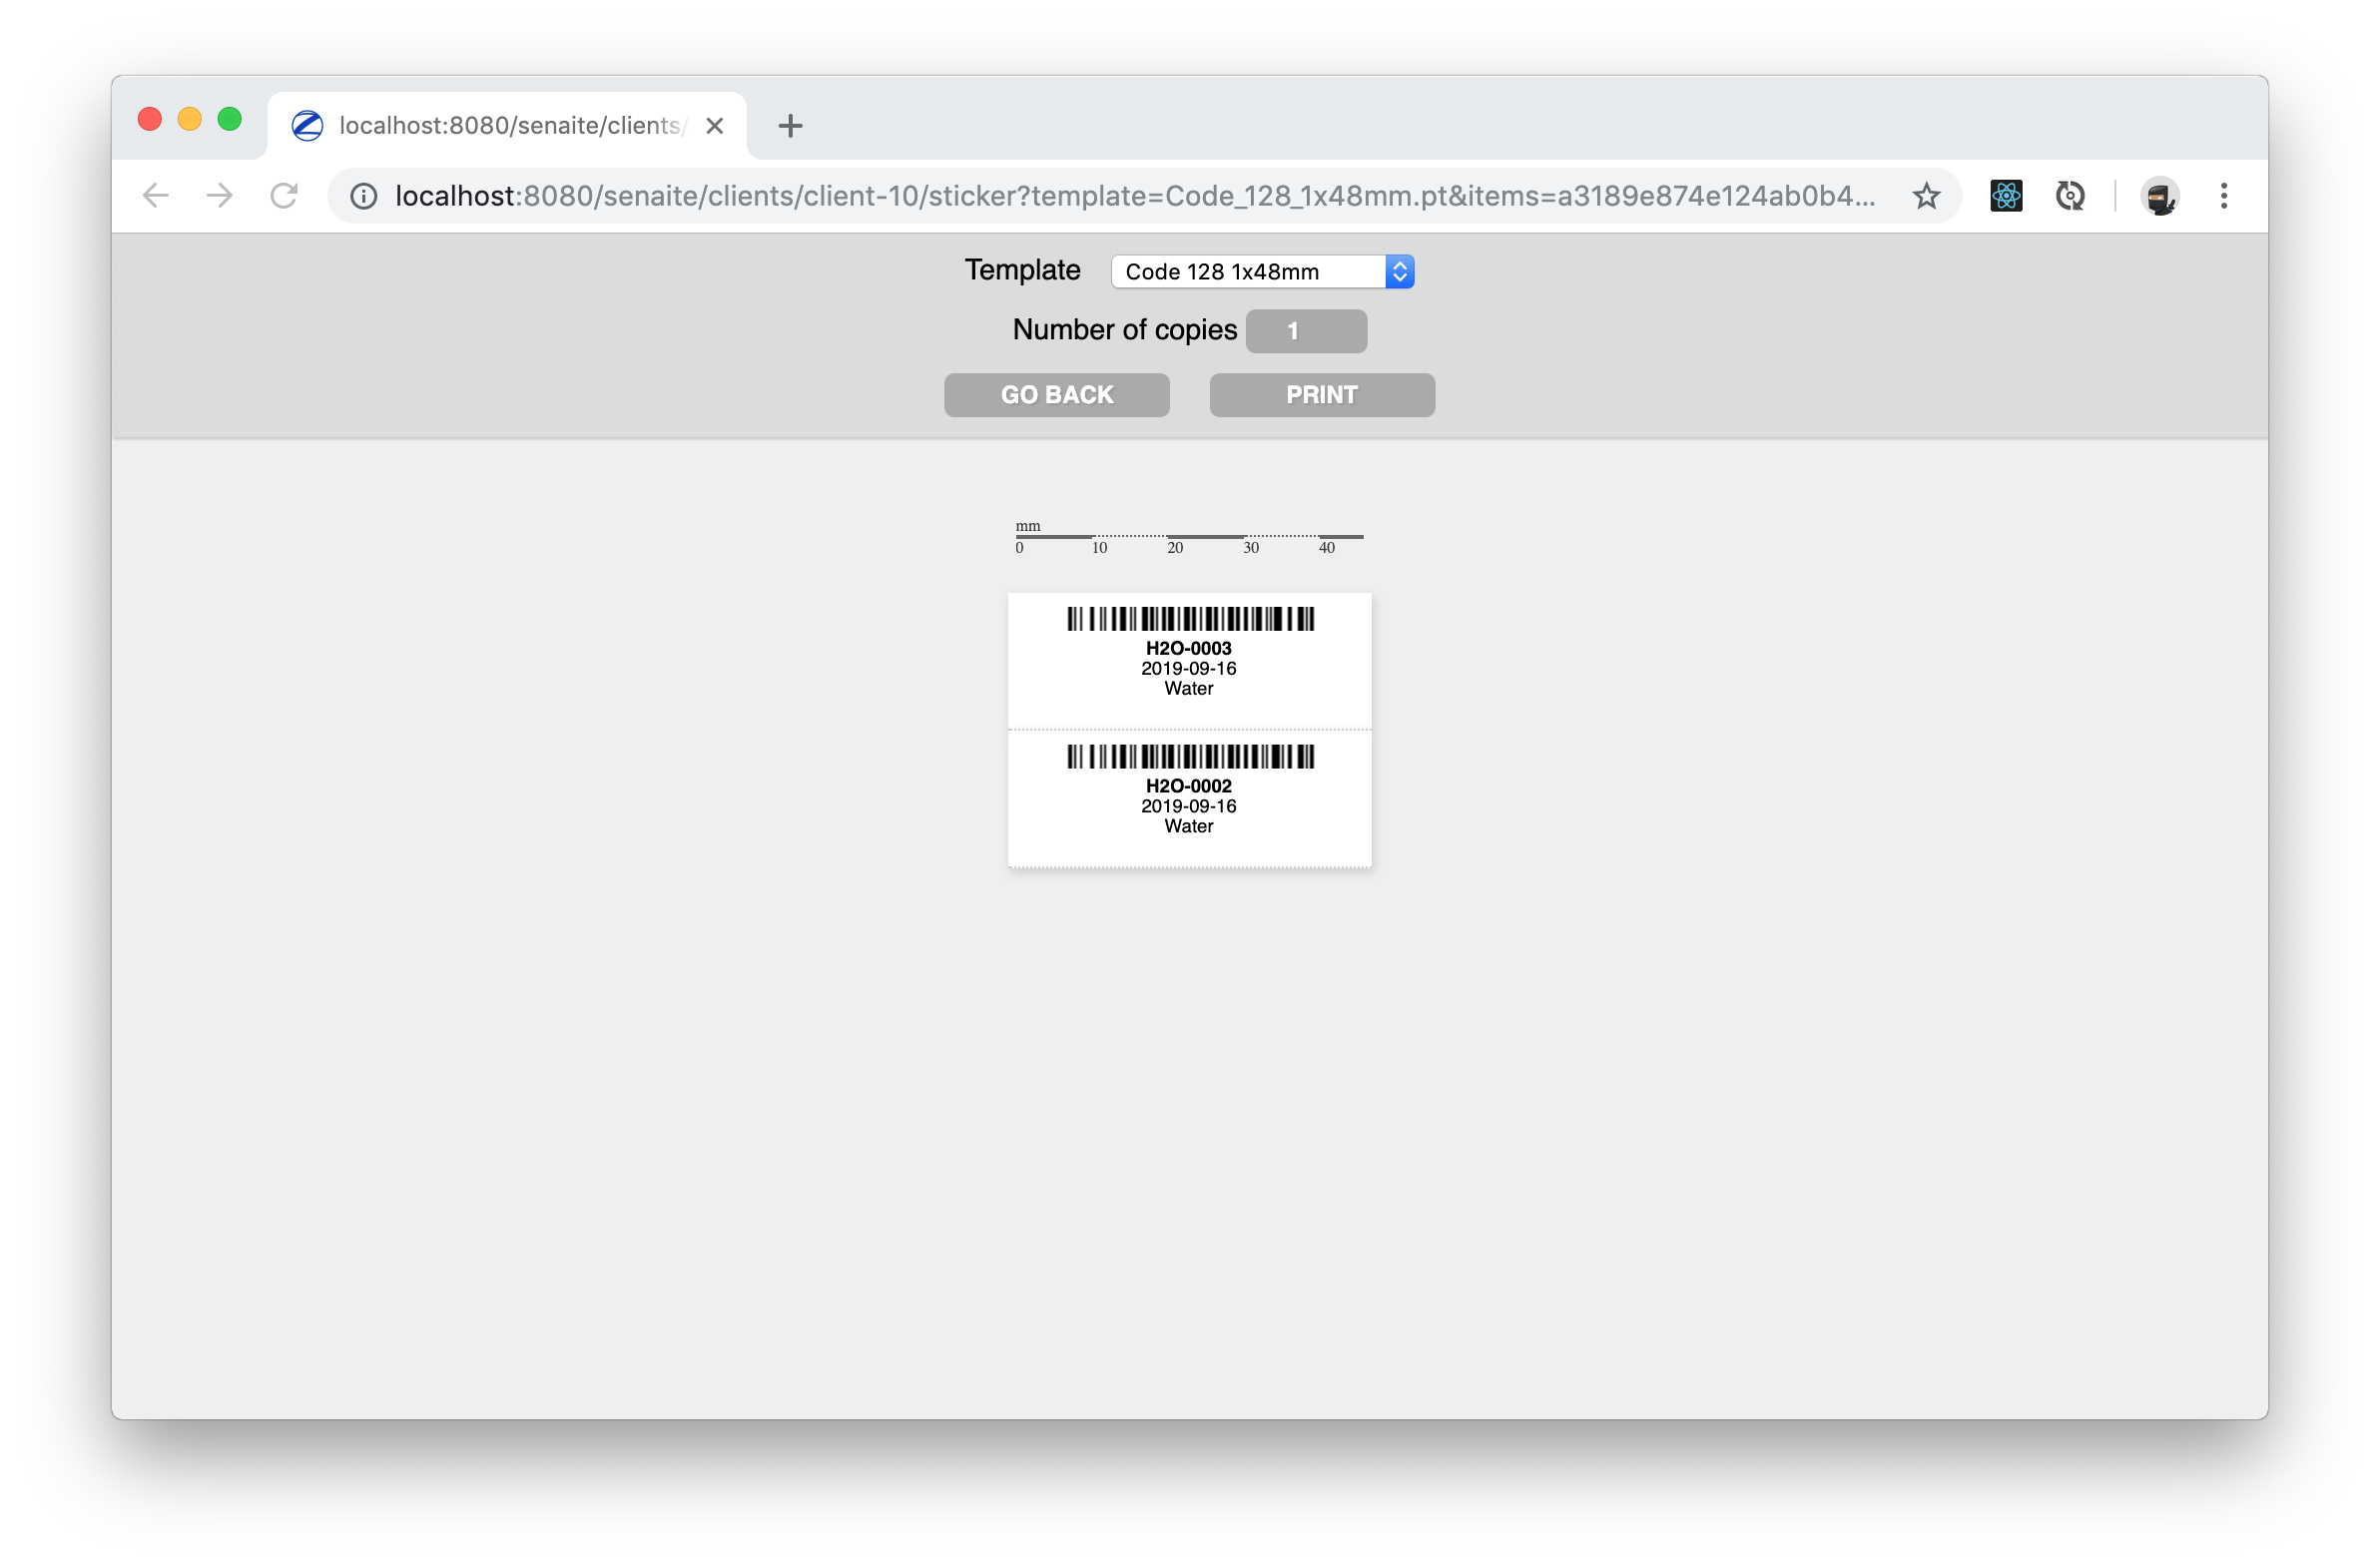 localhost:8080/senaite/clients/
localhost:8080/senaite/clients/client-10/sticker?template=Code_128_1x48mm.pt&items=a3189e874e124ab0b4...
Template Code 128 1x48mm
Number of copies 1
GO BACK PRINT
mm
0 10 20 30 40
H2O-0003
2019-09-16
Water
H2O-0002
2019-09-16
Water